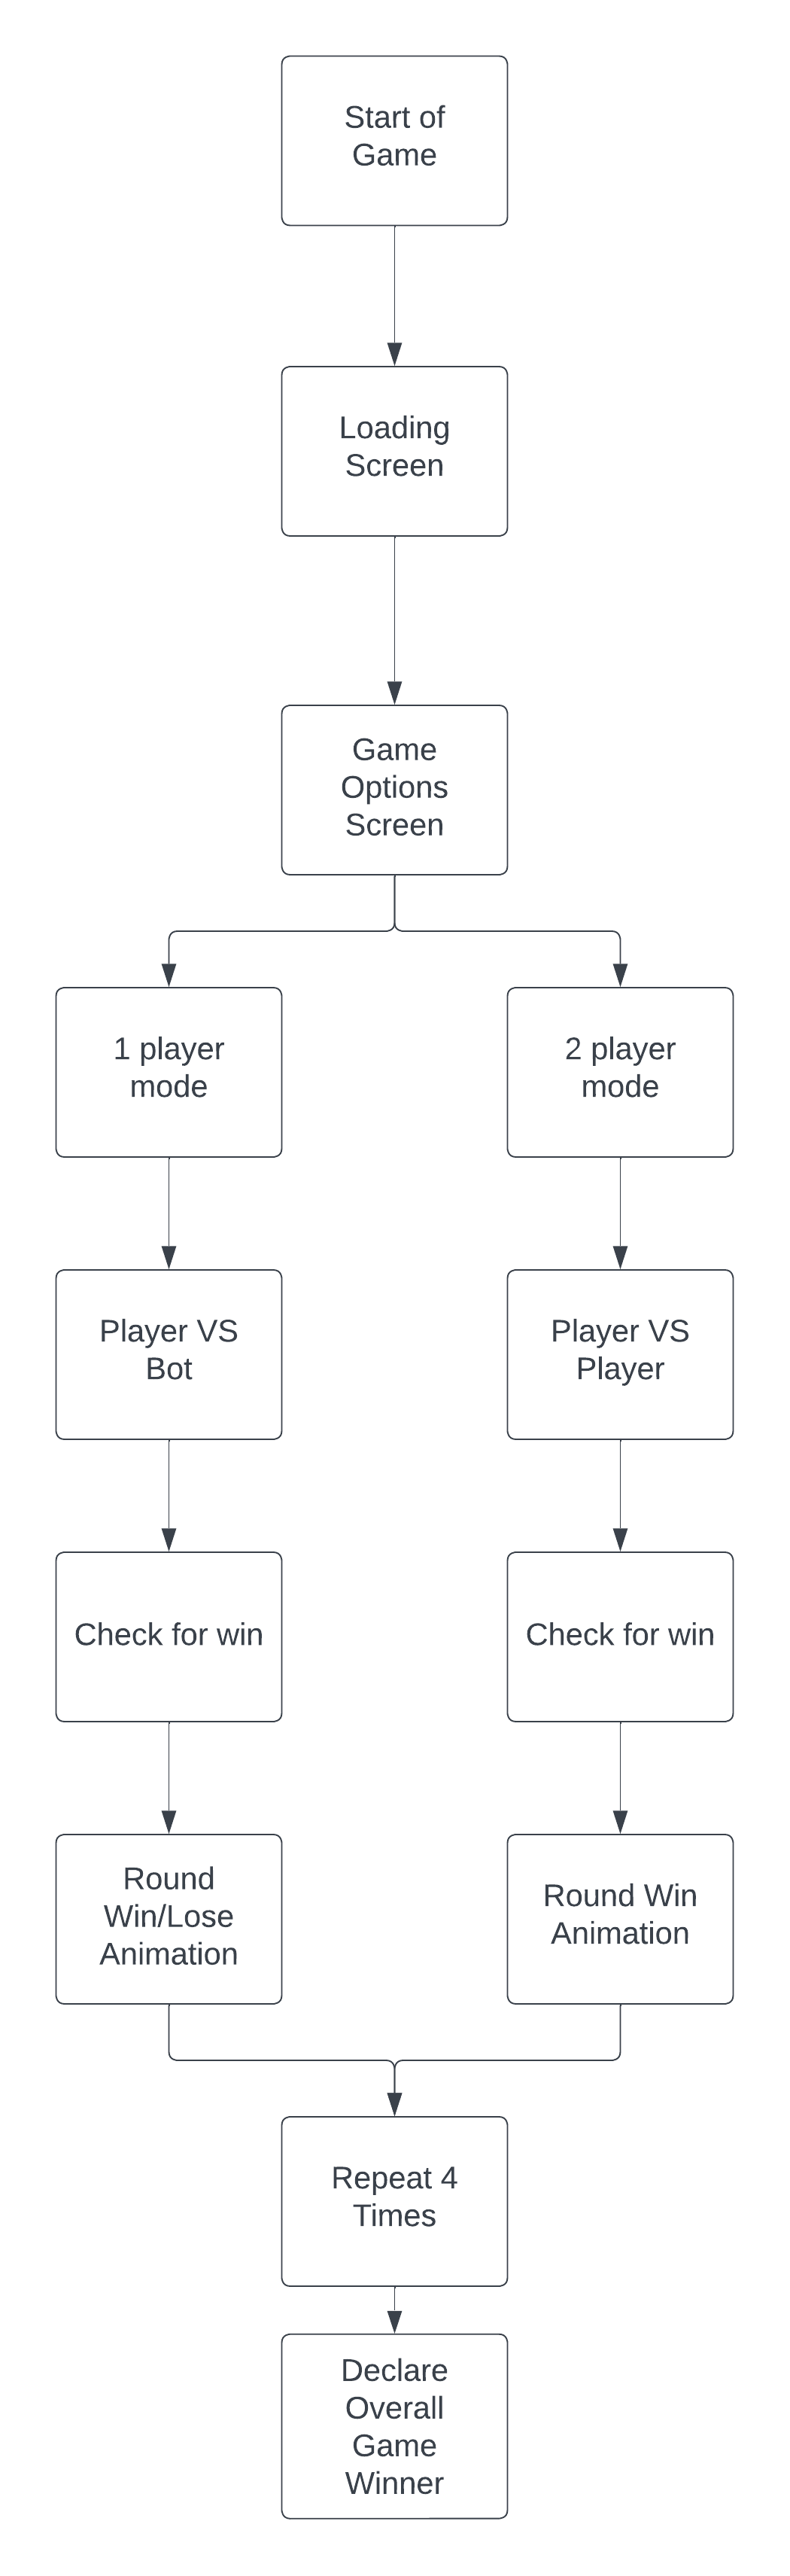 Start of
Game
Loading
Screen
Game
Options
Screen
1 player
mode
2 player
mode
Player VS
Bot
Player VS
Player
Check for win
Check for win
Round
Win/Lose
Animation
Round Win
Animation
Repeat 4
Times
Declare
Overall
Game
Winner